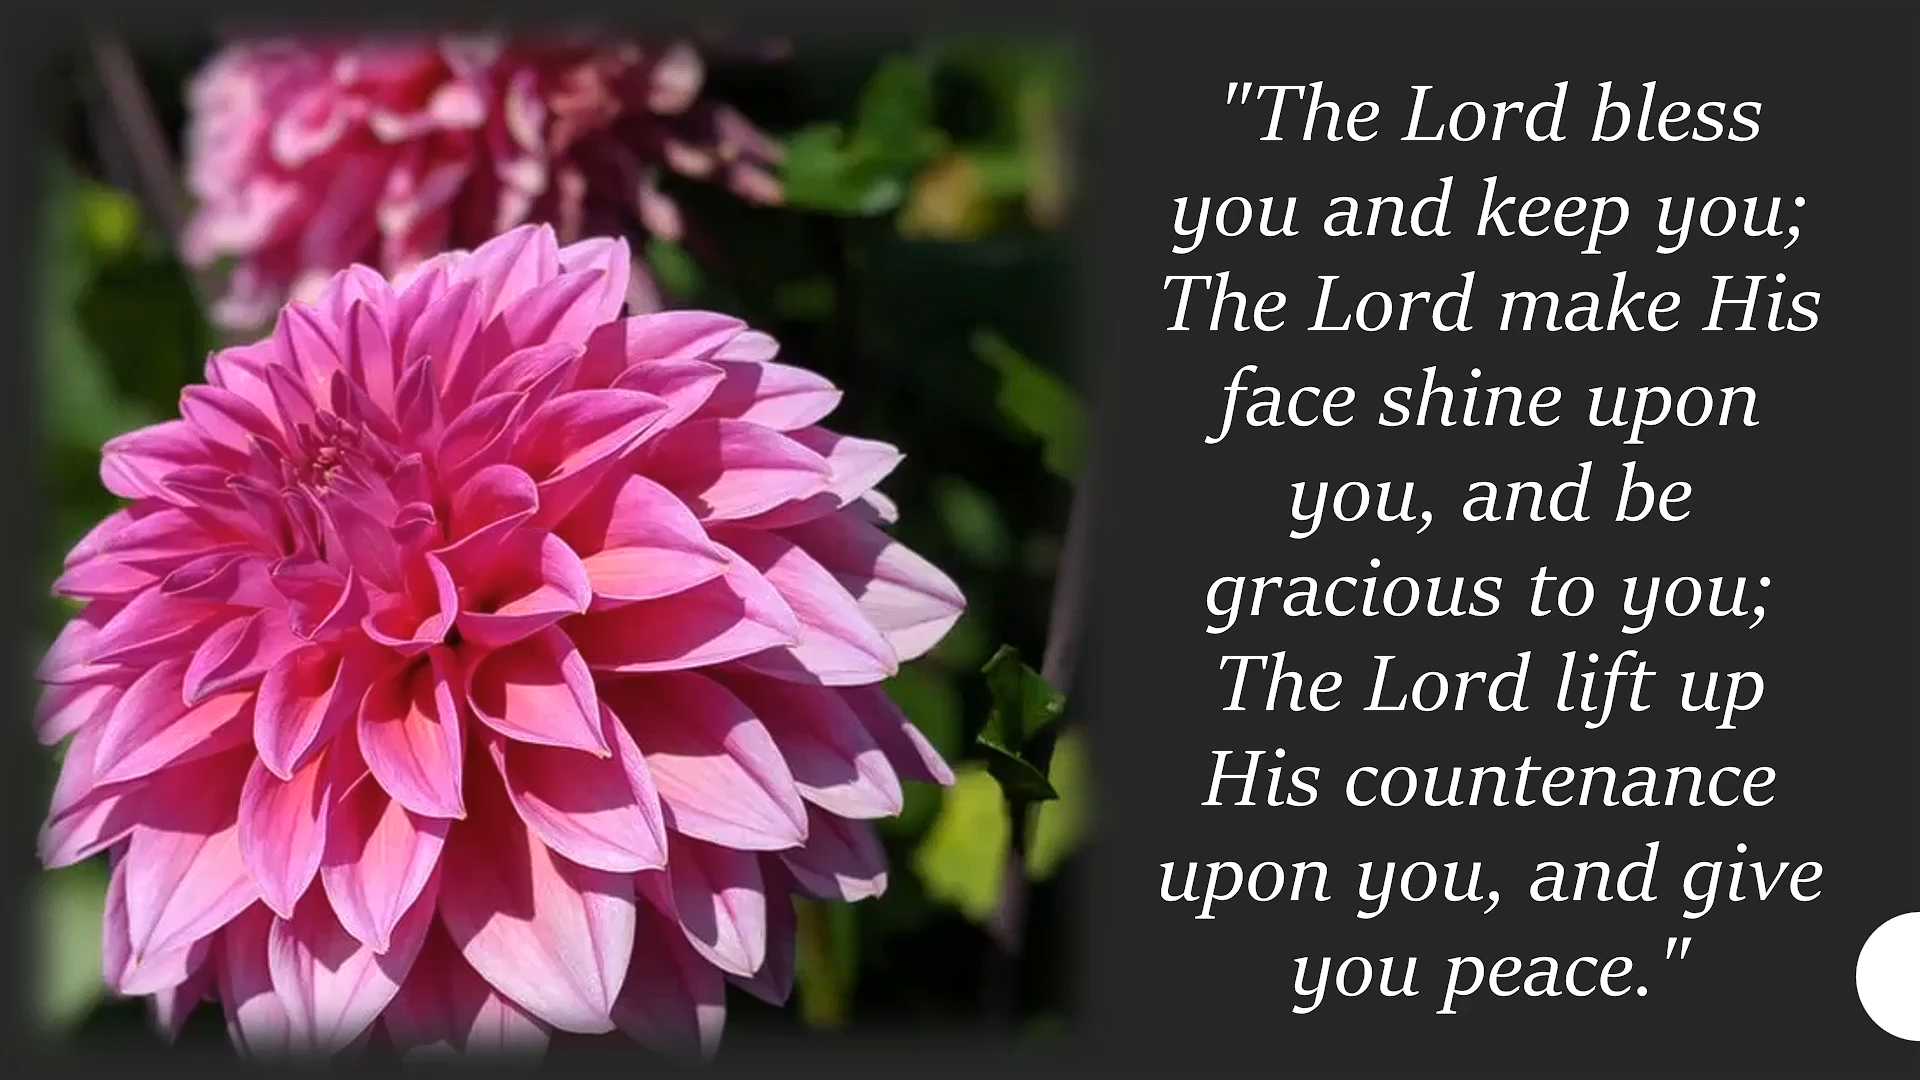 "The Lord bless
you and keep you;
The Lord make His
face shine upon
you, and be
gracious to you;
The Lord lift up
His countenance
upon you, and give
you peace."